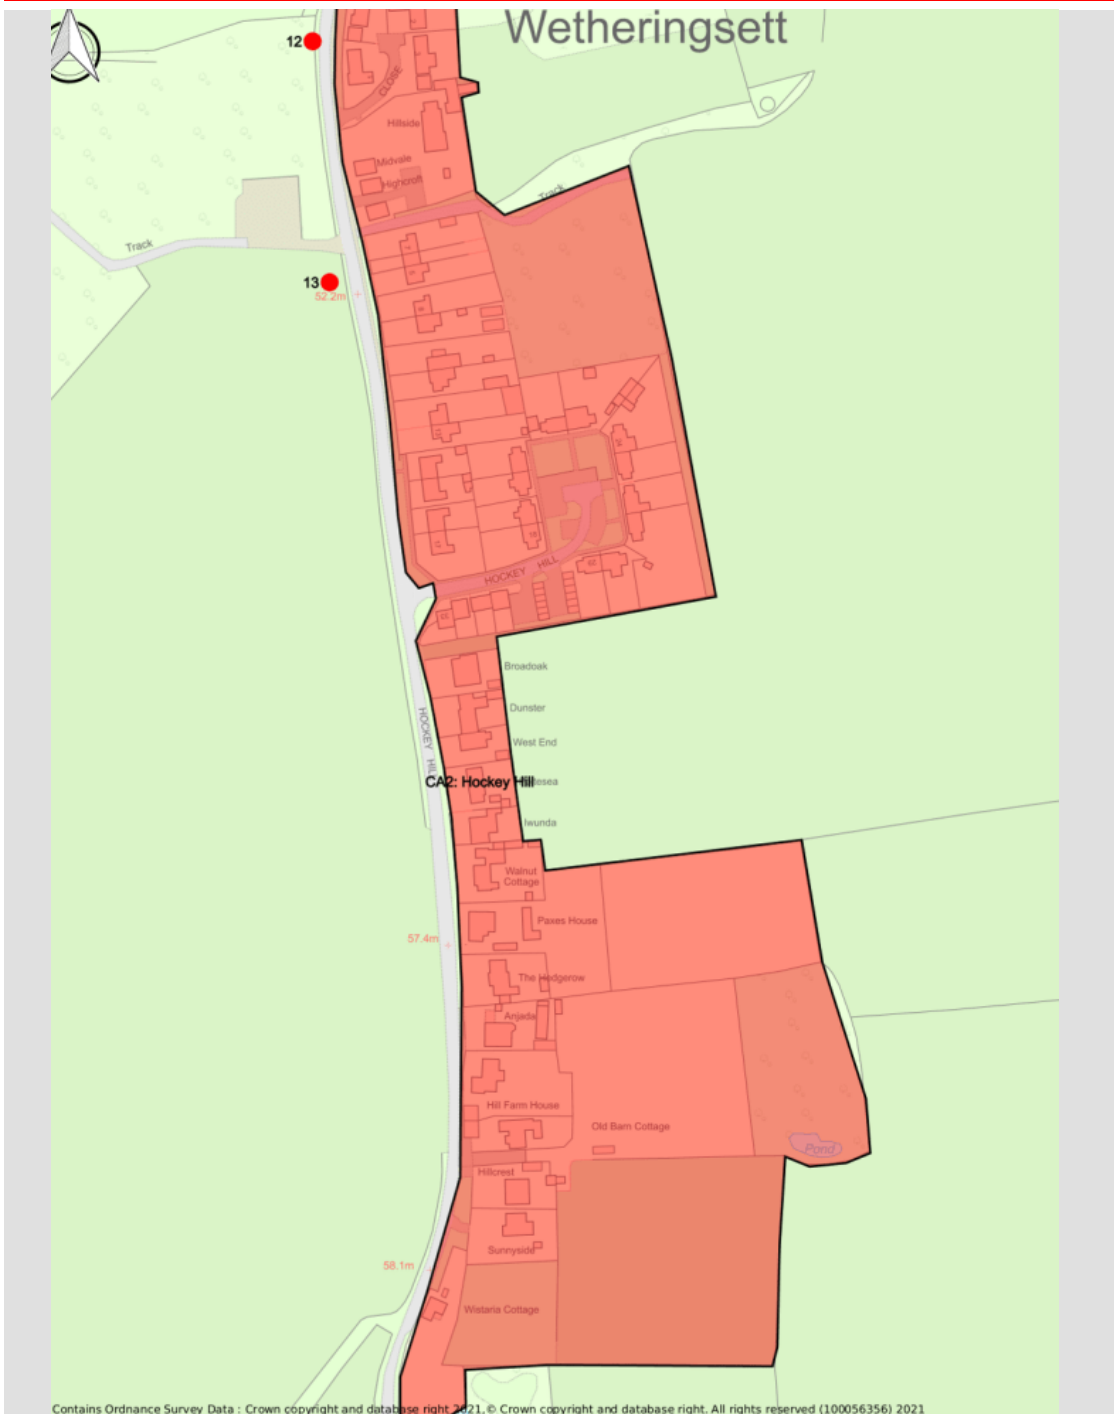 Wetheringsett
12
CLOSE
Hillside
Midvale
Highcroft
Track
Track
13
52.2m
HOCKEY HILL
HOCKEY HILL
Broadoak
Dunster
West End
CA2: Hockey Hill
Iwunda
Walnut
Cottage
Paxes House
57.4m
The Hedgerow
Anjada
Hill Farm House
Old Barn Cottage
Pond
Hillcrest
Sunnyside
58.1m
Wistaria Cottage
Contains Ordnance Survey Data : Crown copyright and database right 2021,© Crown copyright and database right. All rights reserved (100056356) 2021